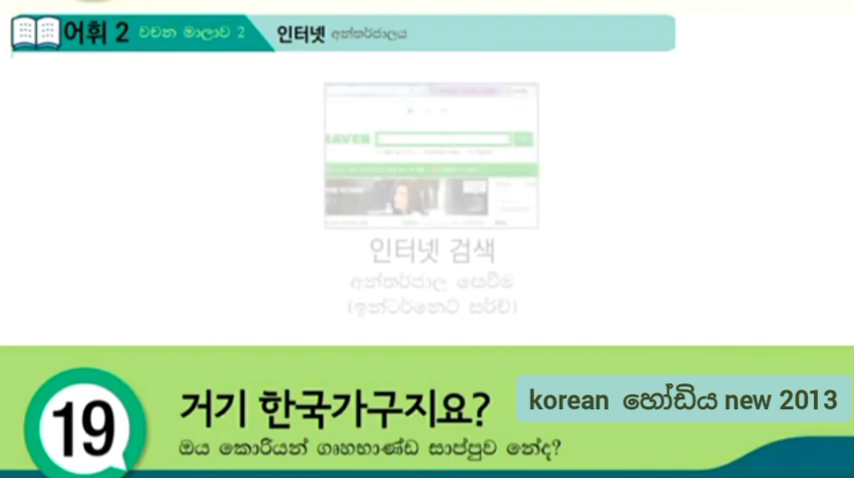 어휘 2 වචන මාලාව 2 인터넷 අන්තර්ජාලය
NAVER
인터넷 검색
අන්තර්ජාල සෙවීම
(ඉන්ටර්නෙට් සර්ච්)
19 거기 한국가구지요? korean හෝඩිය new 2013
ඔය කොරියන් ගෘහභාණ්ඩ සාප්පුව නේද?